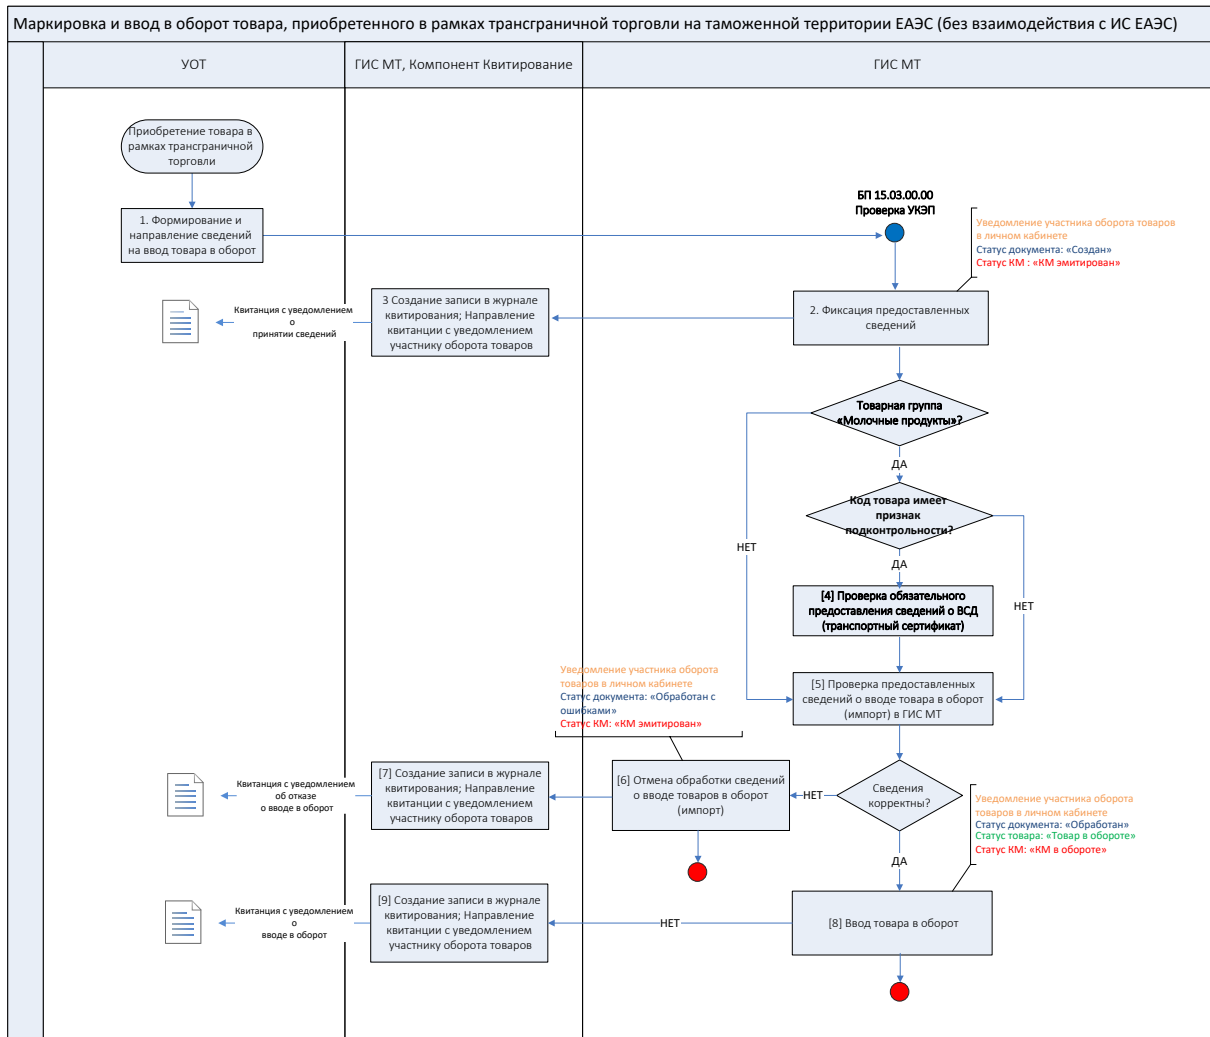 Маркировка и ввод в оборот товара, приобретенного в рамках трансграничной торговли на таможенной территории ЕАЭС (без взаимодействия с ИС ЕАЭС)
УОТ
ГИС МТ, Компонент Квитирование
ГИС МТ
Приобретение товара в
рамках трансграничной
торговли
1. Формирование и
направление сведений
на ввод товара в оборот
БП 15.03.00.00
Проверка УКЭП
Уведомление участника оборота товаров
в личном кабинете
Статус документа: «Создан»
Статус КМ : «КМ эмитирован»
2. Фиксация предоставленных
сведений
3 Создание записи в журнале
квитирования; Направление
квитанции с уведомлением
участнику оборота товаров
Квитанция с уведомлением
о
принятии сведений
Товарная группа
«Молочные продукты»?
ДА
Код товара имеет
признак
подконтрольности?
НЕТ
ДА
НЕТ
[4] Проверка обязательного
предоставления сведений о ВСД
(транспортный сертификат)
[5] Проверка предоставленных
сведений о вводе товара в оборот
(импорт) в ГИС МТ
Уведомление участника оборота
товаров в личном кабинете
Статус документа: «Обработан с
ошибками»
Статус КМ: «КМ эмитирован»
Сведения
корректны?
НЕТ
[6] Отмена обработки сведений
о вводе товаров в оборот
(импорт)
[7] Создание записи в журнале
квитирования; Направление
квитанции с уведомлением
участнику оборота товаров
Квитанция с уведомлением
об отказе
о вводе в оборот
Уведомление участника оборота
товаров в личном кабинете
Статус документа: «Обработан»
Статус товара: «Товар в обороте»
Статус КМ: «КМ в обороте»
ДА
[8] Ввод товара в оборот
НЕТ
[9] Создание записи в журнале
квитирования; Направление
квитанции с уведомлением
участнику оборота товаров
Квитанция с уведомлением
о
вводе в оборот